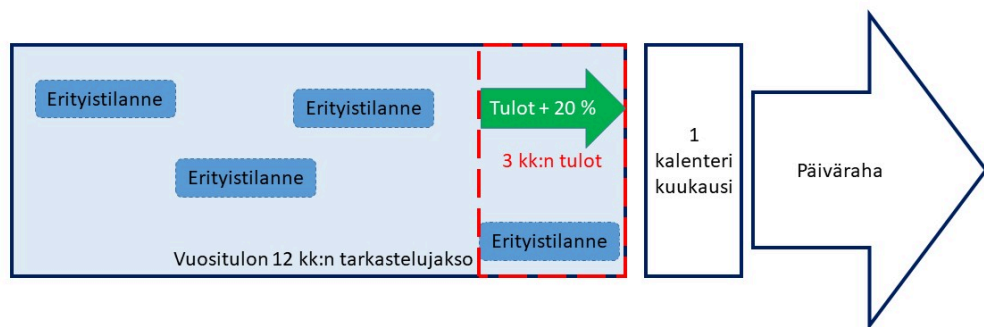 Erityistilanne
Erityistilanne
Erityistilanne
Tulot + 20 %
3 kk:n tulot
Erityistilanne
Vuositulon 12 kk:n tarkastelujakso
1
kalenteri
kuukausi
Päiväraha